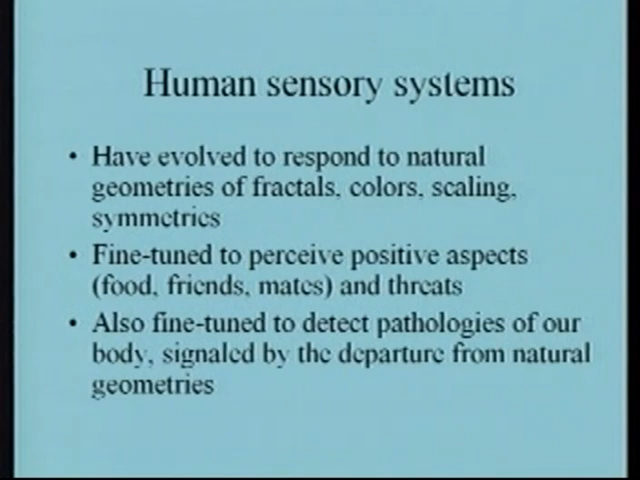 Human sensory systems
• Have evolved to respond to natural
geometries of fractals, colors, scaling,
symmetries
• Fine-tuned to perceive positive aspects
(food, friends, mates) and threats
• Also fine-tuned to detect pathologies of our
body, signaled by the departure from natural
geometries